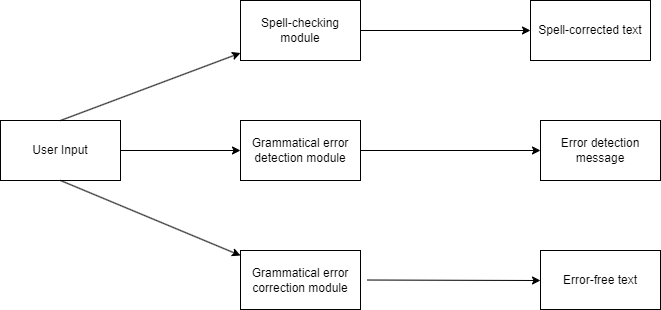 Spell-checking
module
Spell-corrected text
User Input
Grammatical error
detection module
Error detection
message
Grammatical error
correction module
Error-free text